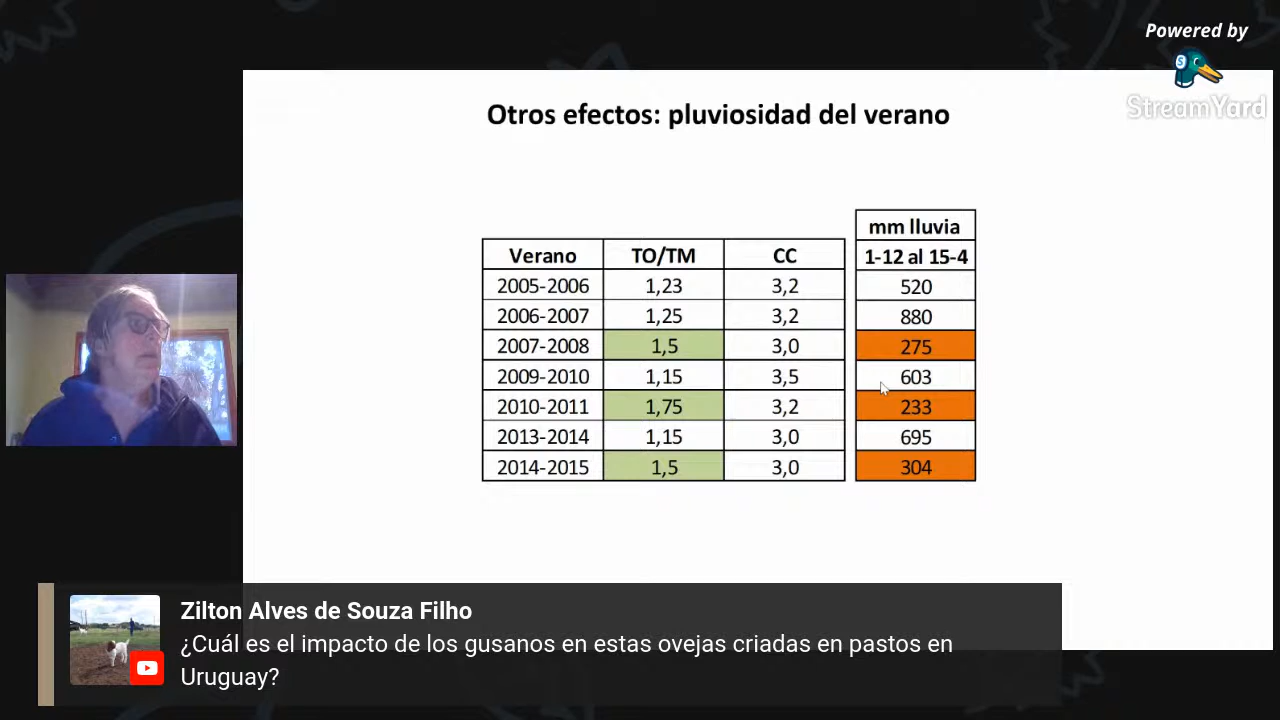 Powered by
StreamYard
Otros efectos: pluviosidad del verano
mm lluvia
Verano TO/TM CC 1-12 al 15-4
2005-2006 1,23 3,2 520
2006-2007 1,25 3,2 880
2007-2008 1,5 3,0 275
2009-2010 1,15 3,5 603
2010-2011 1,75 3,2 233
2013-2014 1,15 3,0 695
2014-2015 1,5 3,0 304
Zilton Alves de Souza Filho
¿Cuál es el impacto de los gusanos en estas ovejas criadas en pastos en
Uruguay?